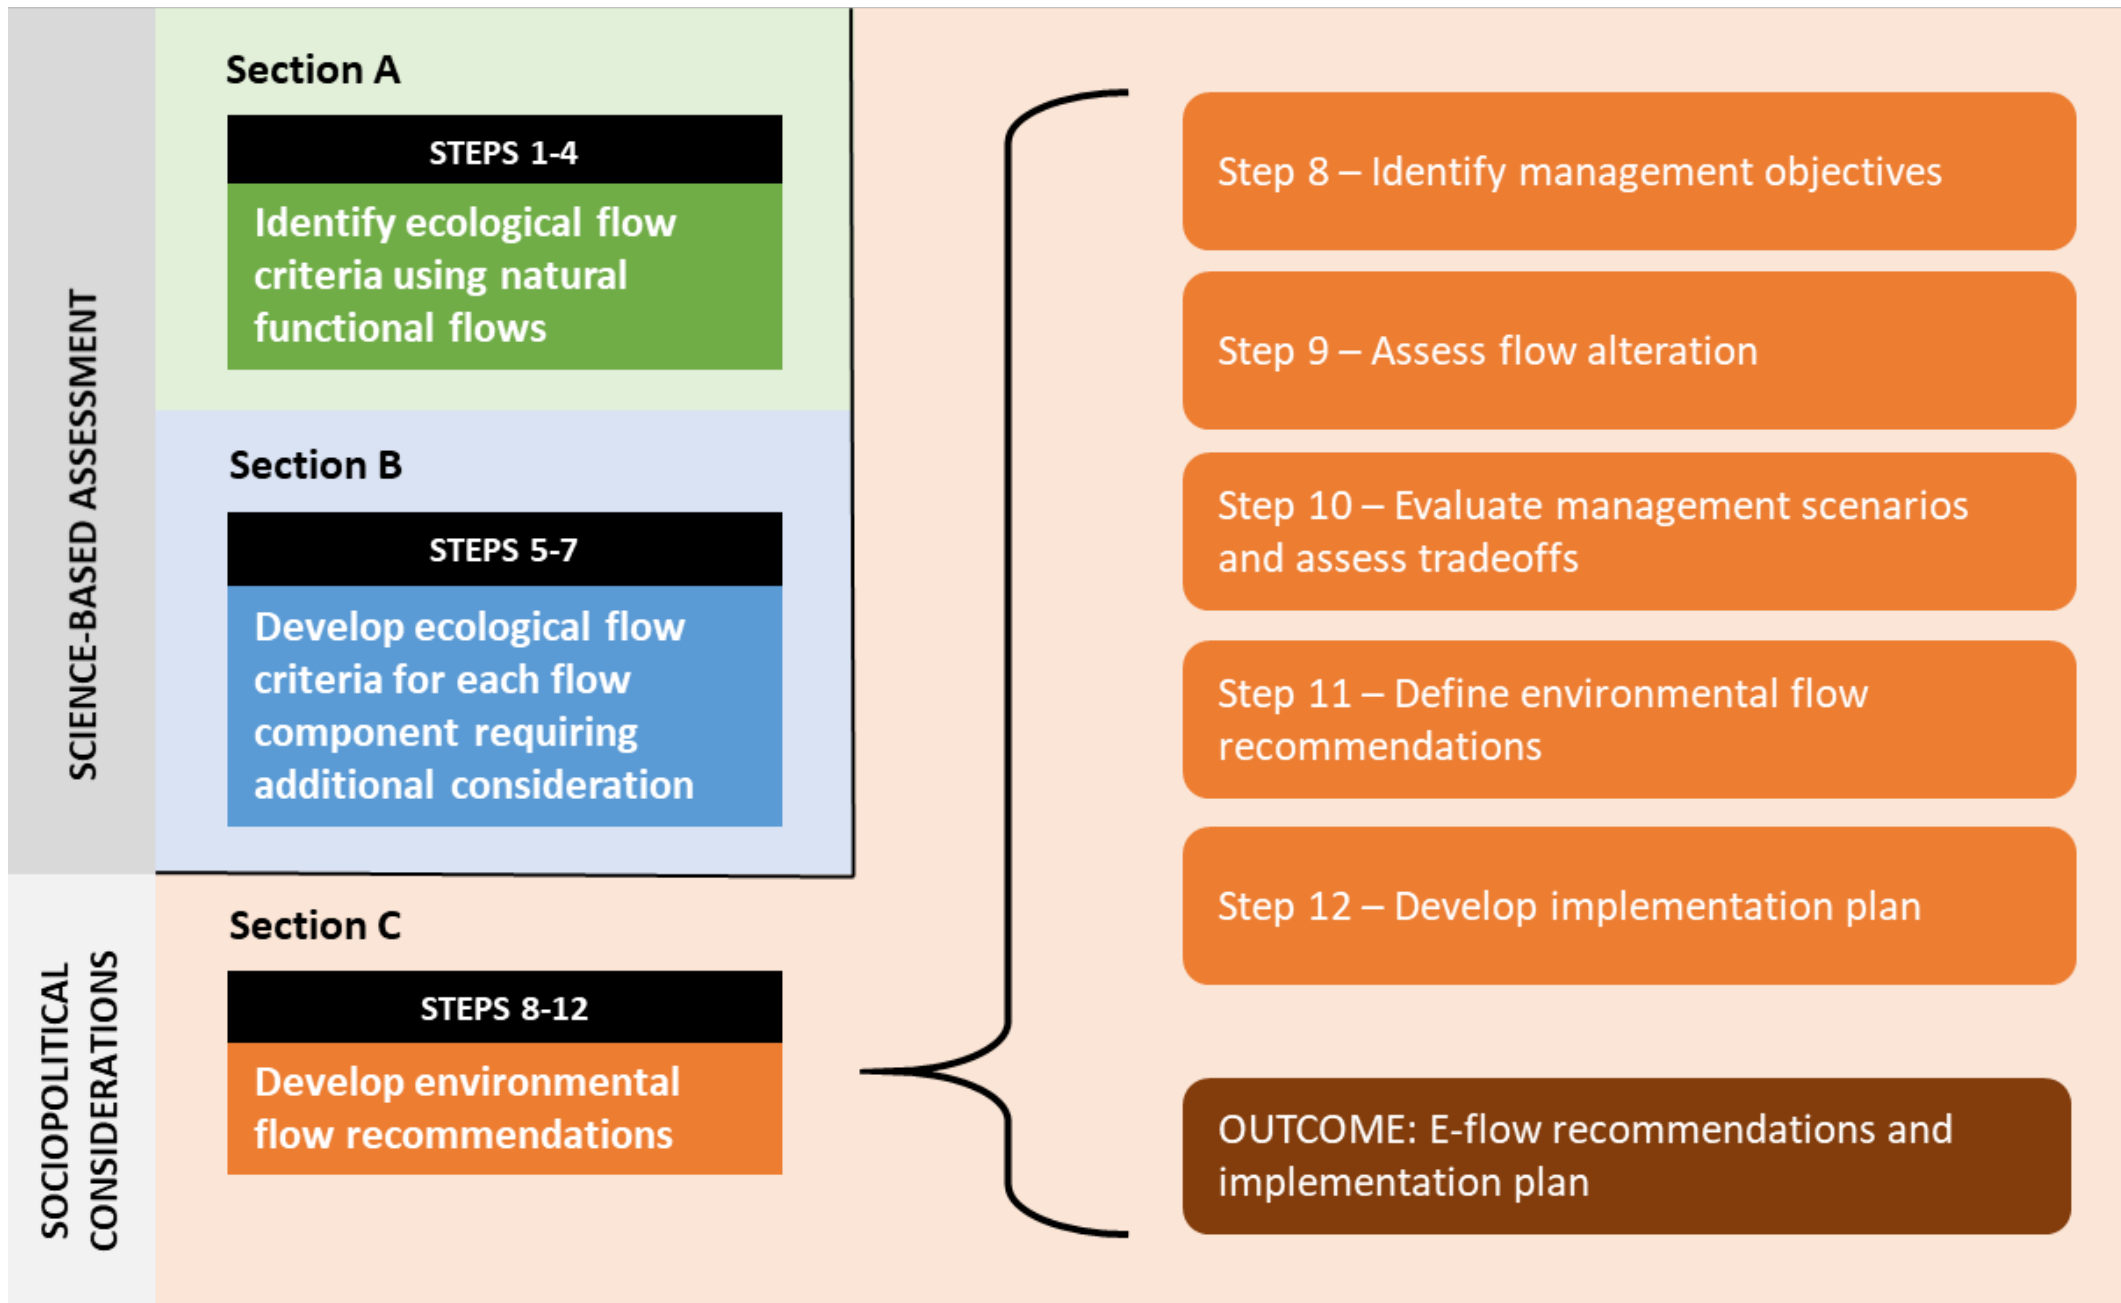 SCIENCE-BASED ASSESSMENT
Section A
STEPS 1-4
Identify ecological flow
criteria using natural
functional flows
Section B
STEPS 5-7
Develop ecological flow
criteria for each flow
component requiring
additional consideration
SOCIOPOLITICAL
CONSIDERATIONS
Section C
STEPS 8-12
Develop environmental
flow recommendations
Step 8 – Identify management objectives
Step 9 – Assess flow alteration
Step 10 – Evaluate management scenarios
and assess tradeoffs
Step 11 – Define environmental flow
recommendations
Step 12 – Develop implementation plan
OUTCOME: E-flow recommendations and
implementation plan